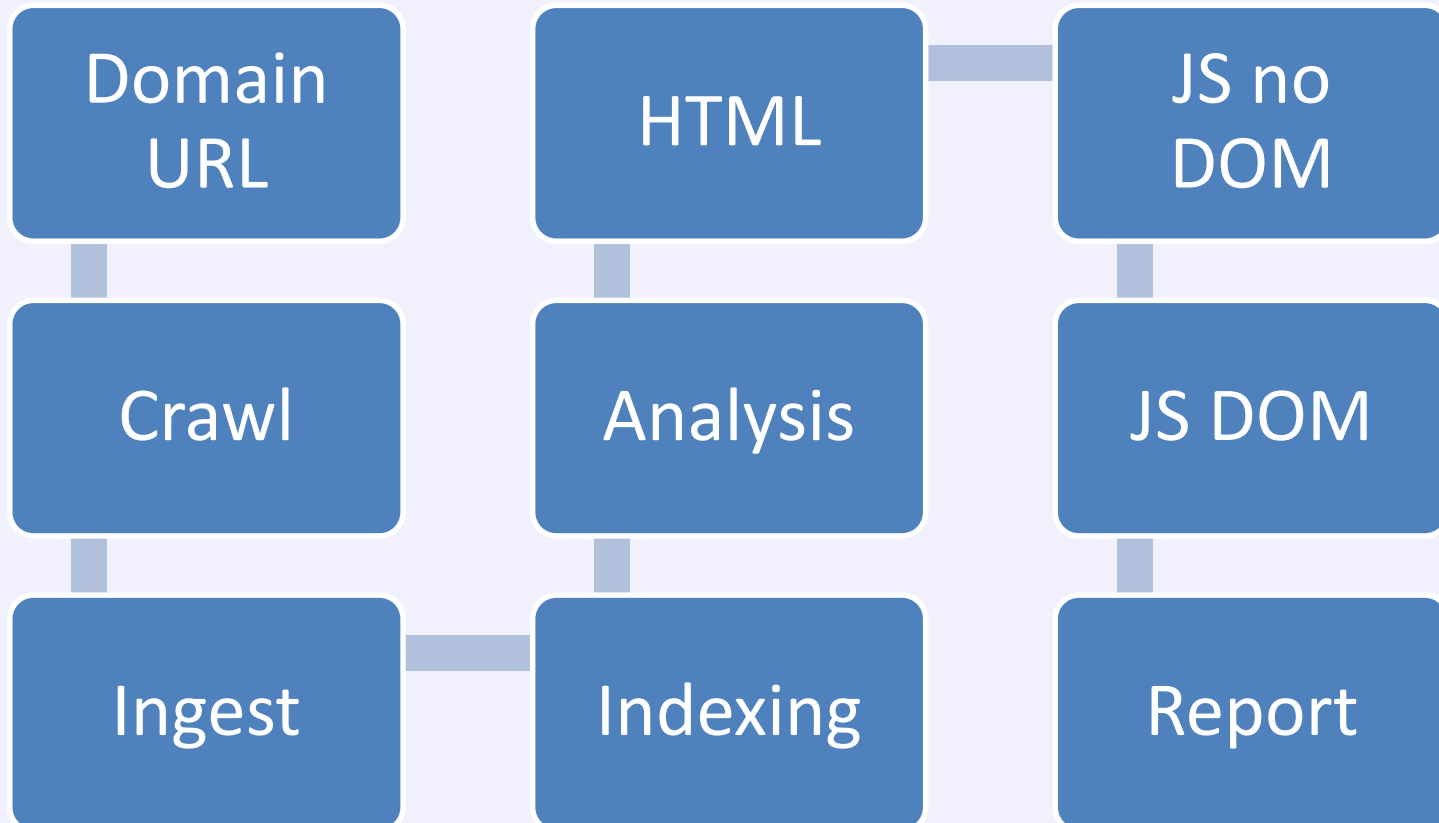 Domain
URL
Crawl
Ingest
Indexing
Analysis
HTML
JS no
DOM
JS DOM
Report